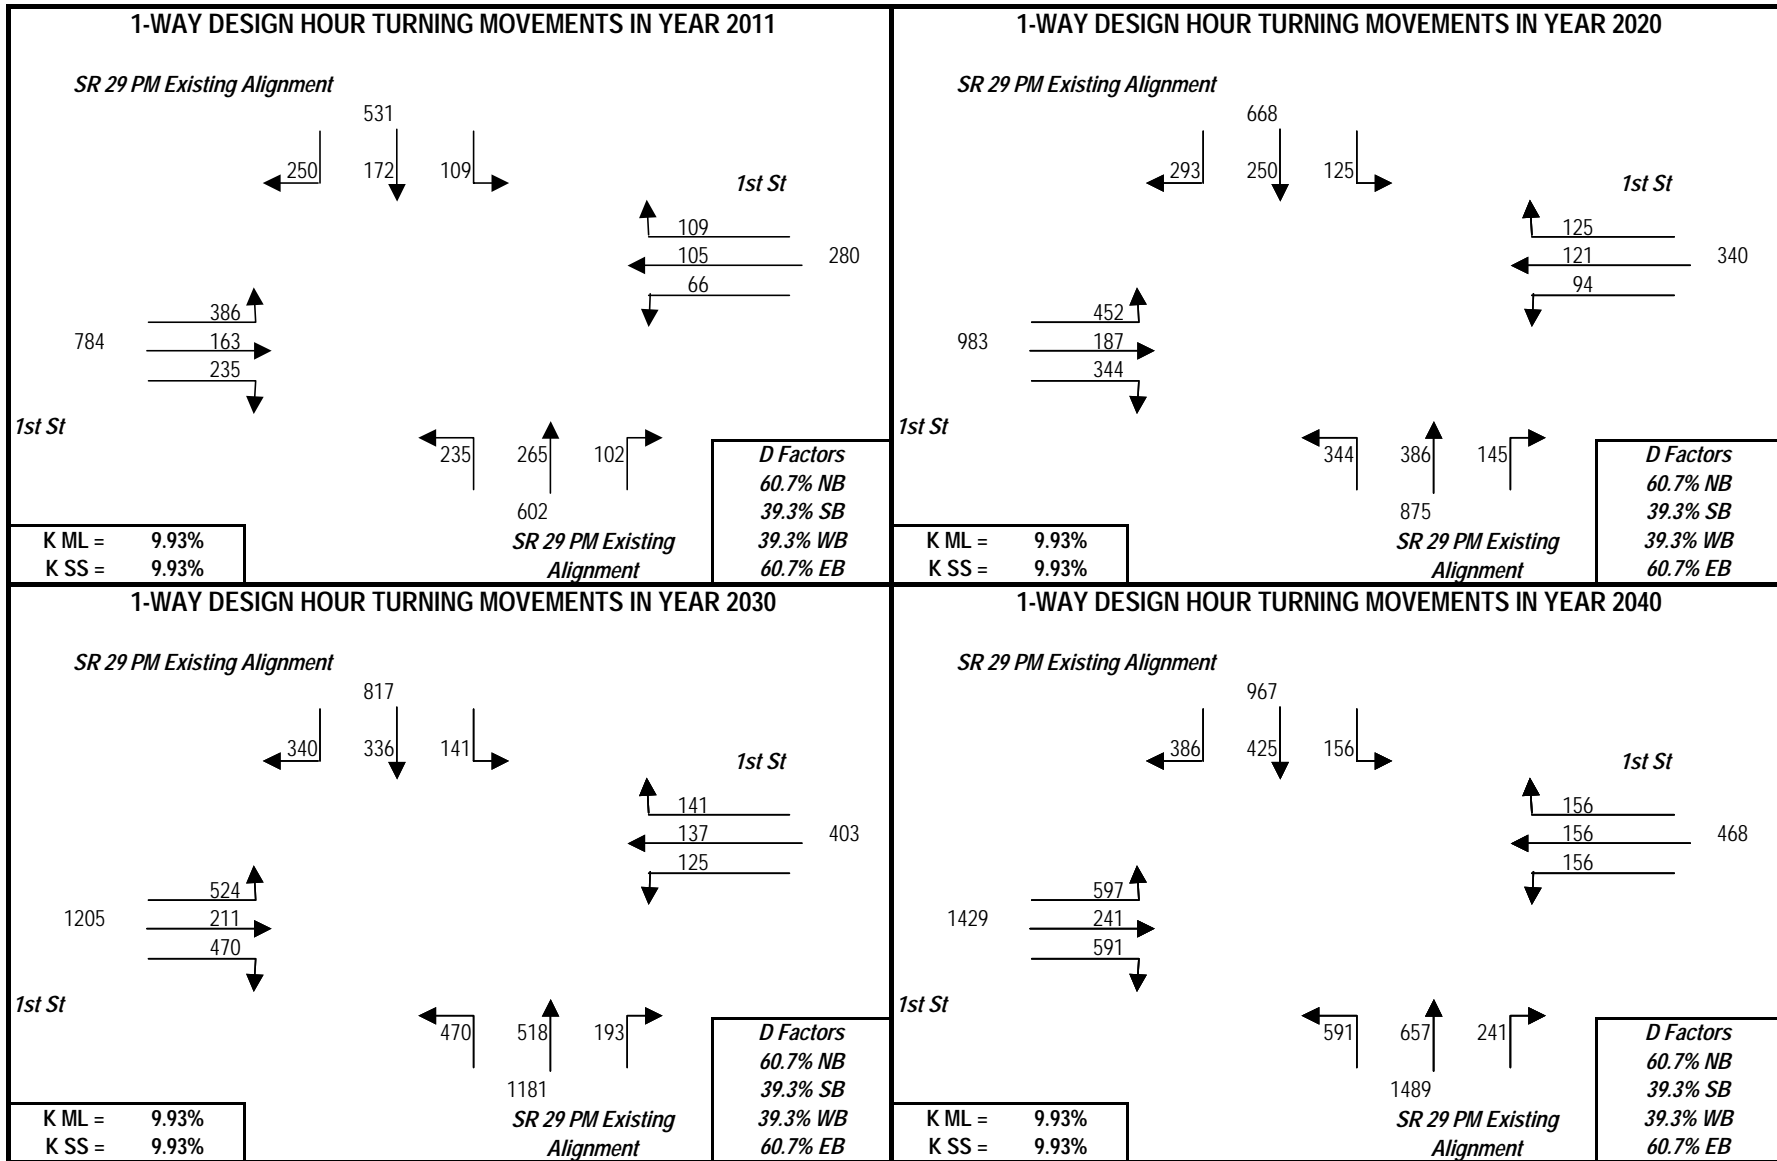 1-WAY DESIGN HOUR TURNING MOVEMENTS IN YEAR 2011
SR 29 PM Existing Alignment
531
250 172 109
1st St
109
105 280
66
386
784 163
235
1st St
235 265 102
602
SR 29 PM Existing
Alignment
D Factors
60.7% NB
39.3% SB
39.3% WB
60.7% EB
K ML = 9.93%
K SS = 9.93%
1-WAY DESIGN HOUR TURNING MOVEMENTS IN YEAR 2020
SR 29 PM Existing Alignment
668
293 250 125
1st St
125
121 340
94
452
983 187
344
1st St
344 386 145
875
SR 29 PM Existing
Alignment
D Factors
60.7% NB
39.3% SB
39.3% WB
60.7% EB
K ML = 9.93%
K SS = 9.93%
1-WAY DESIGN HOUR TURNING MOVEMENTS IN YEAR 2030
SR 29 PM Existing Alignment
817
340 336 141
1st St
141
137 403
125
524
1205 211
470
1st St
470 518 193
1181
SR 29 PM Existing
Alignment
D Factors
60.7% NB
39.3% SB
39.3% WB
60.7% EB
K ML = 9.93%
K SS = 9.93%
1-WAY DESIGN HOUR TURNING MOVEMENTS IN YEAR 2040
SR 29 PM Existing Alignment
967
386 425 156
1st St
156
156 468
156
597
1429 241
591
1st St
591 657 241
1489
SR 29 PM Existing
Alignment
D Factors
60.7% NB
39.3% SB
39.3% WB
60.7% EB
K ML = 9.93%
K SS = 9.93%